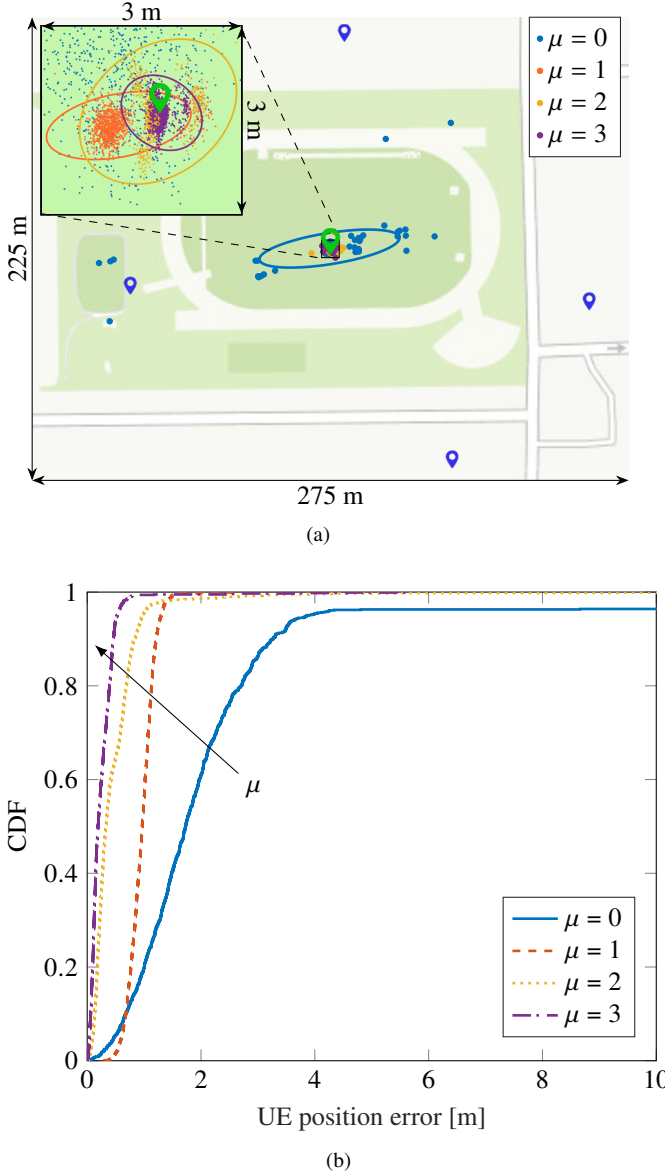 3 m
3 m
μ = 0
μ = 1
μ = 2
μ = 3
225 m
275 m
(a)
1
0.8
0.6
0.4
0.2
0
CDF
μ
μ = 0
μ = 1
μ = 2
μ = 3
0 2 4 6 8 10
UE position error [m]
(b)